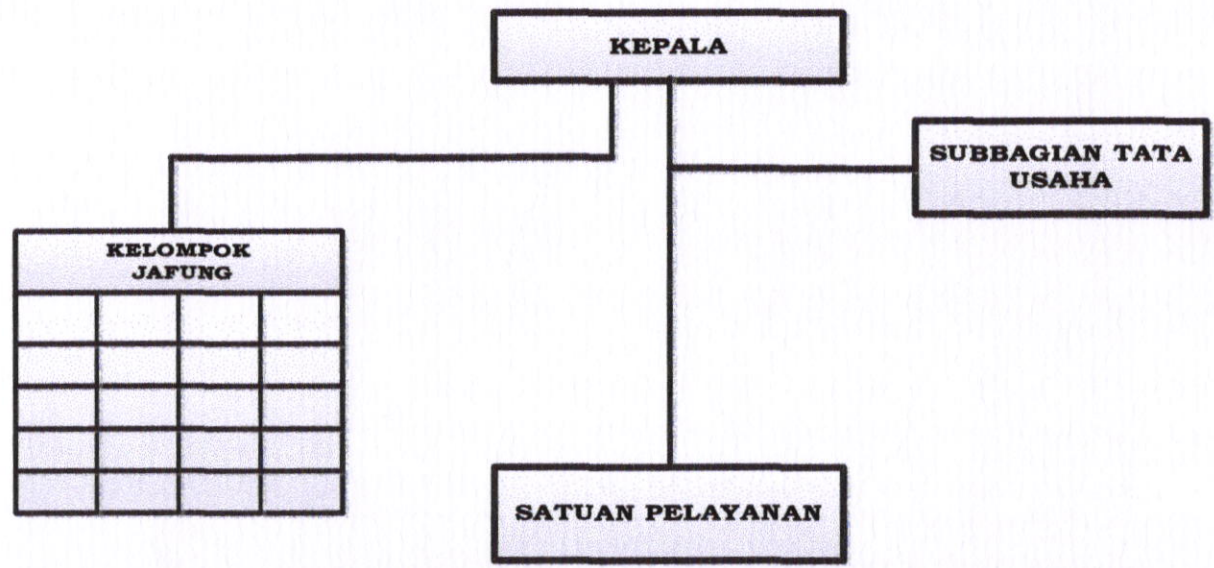 KEPALA
SUBBAGIAN TATA
USAHA
KELOMPOK
JAFUNG
SATUAN PELAYANAN